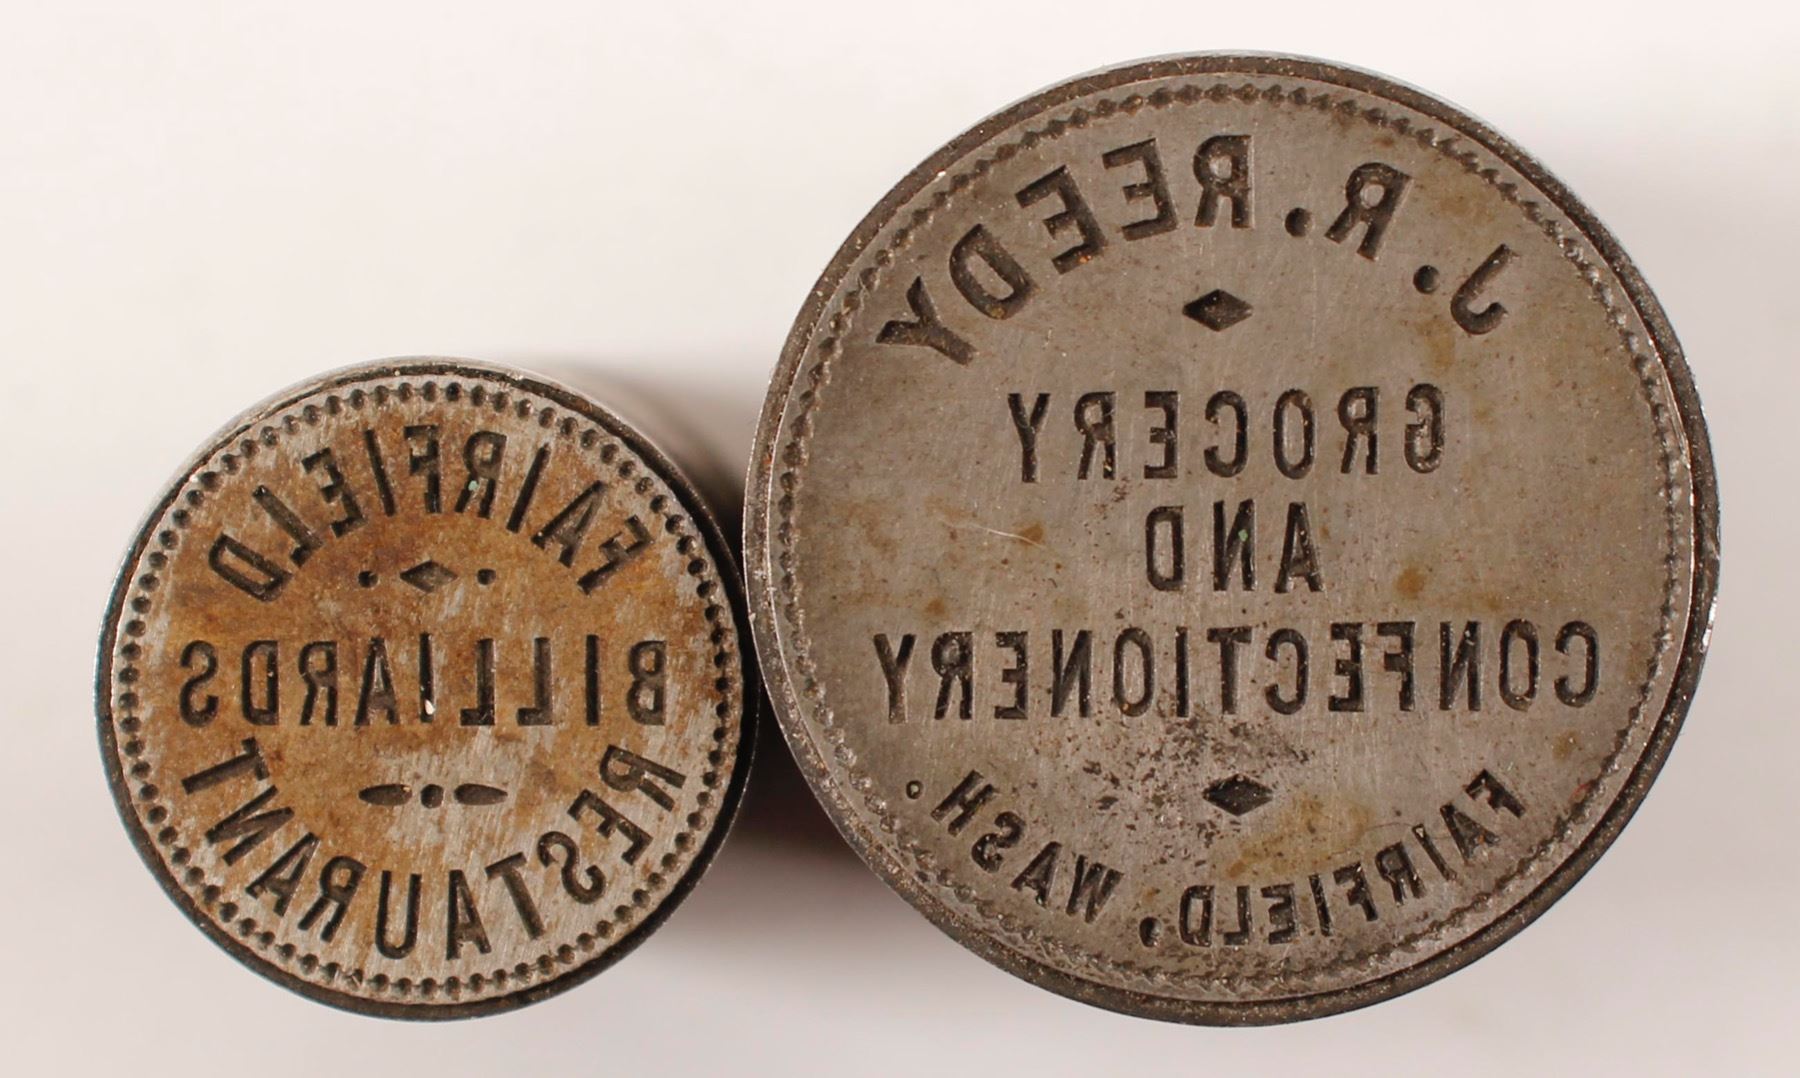 FAIRFIELD
BILLIARDS
RESTAURANT
J. R. REEDY
GROCERY
AND
CONFECTIONERY
FAIRFIELD, WASH.